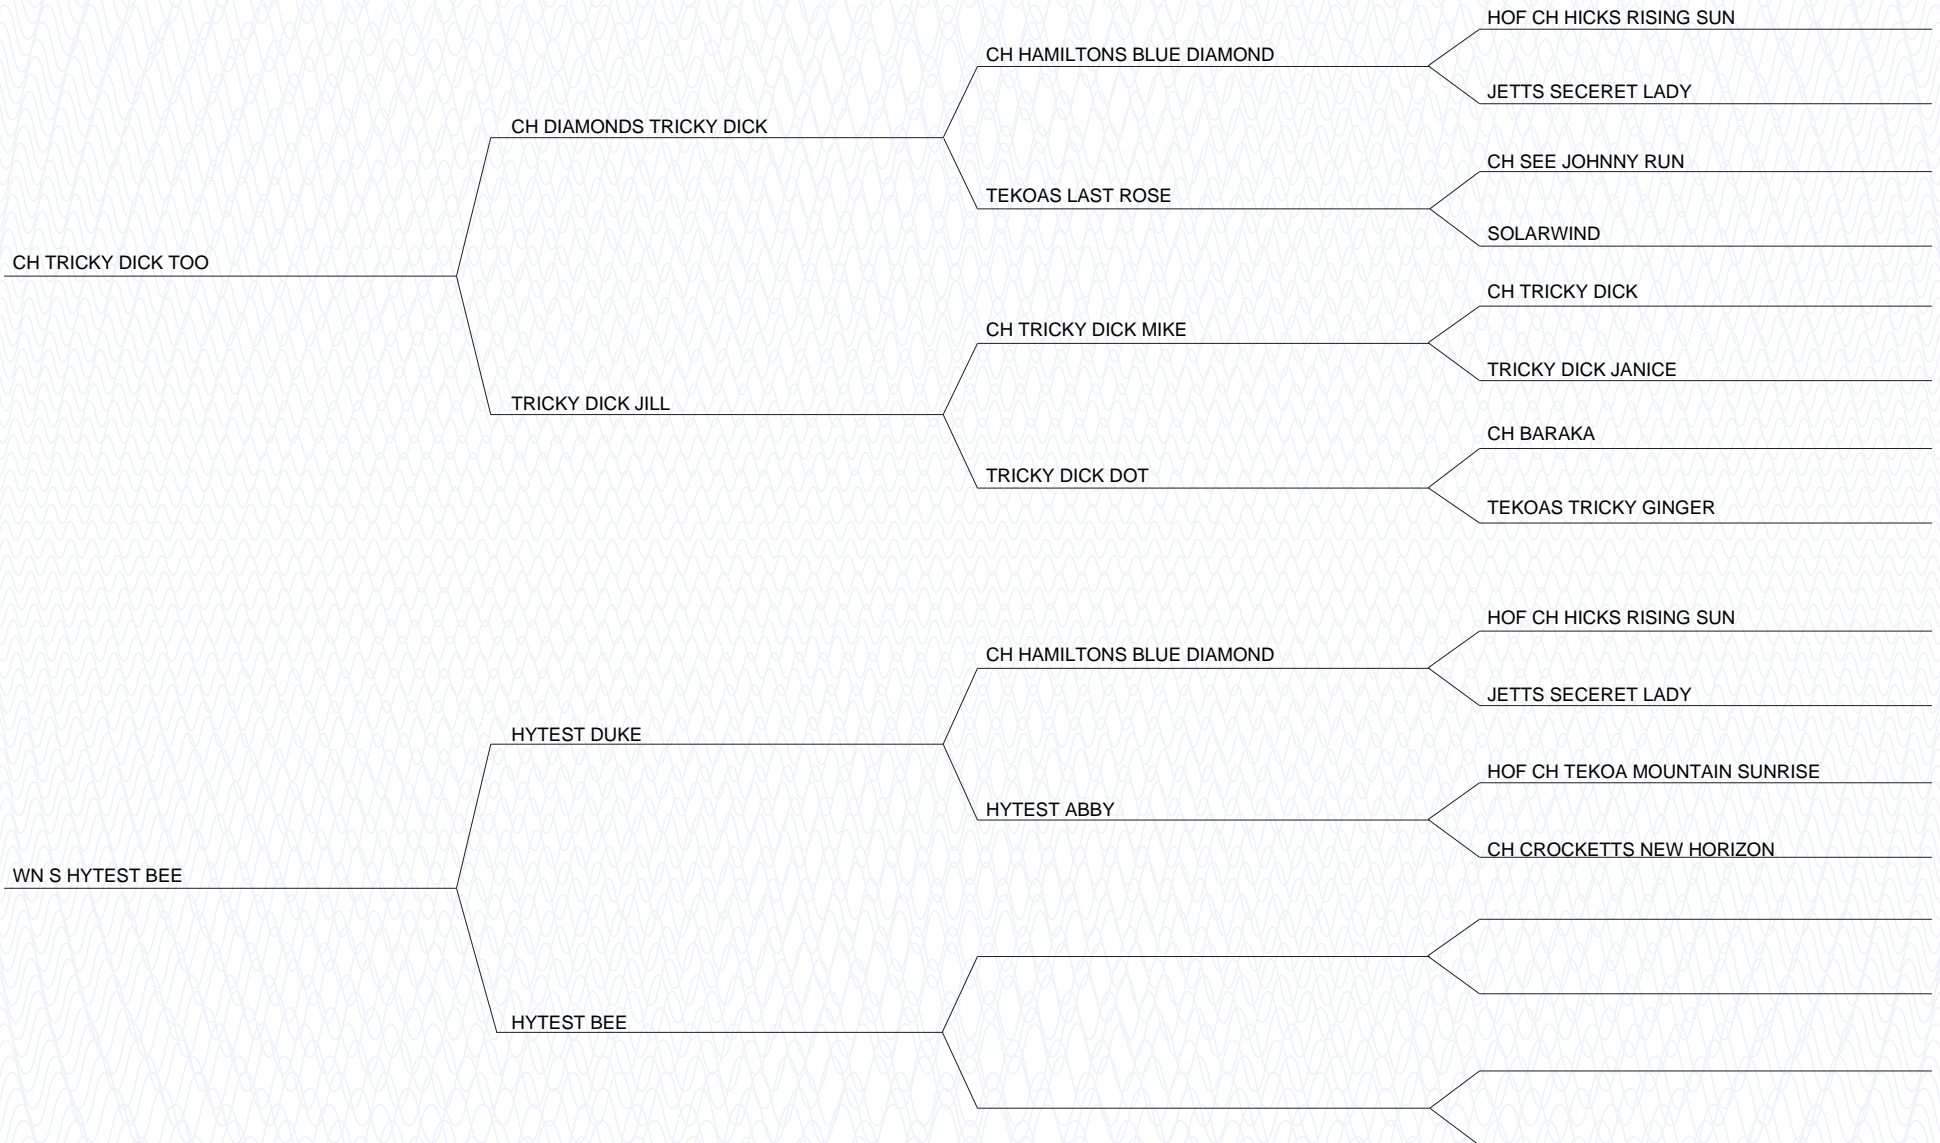 HOF CH HICKS RISING SUN
CH HAMILTONS BLUE DIAMOND
JETTS SECERET LADY
CH DIAMONDS TRICKY DICK
CH SEE JOHNNY RUN
TEKOAS LAST ROSE
SOLARWIND
CH TRICKY DICK TOO
CH TRICKY DICK
CH TRICKY DICK MIKE
TRICKY DICK JANICE
TRICKY DICK JILL
CH BARAKA
TRICKY DICK DOT
TEKOAS TRICKY GINGER
HOF CH HICKS RISING SUN
CH HAMILTONS BLUE DIAMOND
JETTS SECERET LADY
HYTEST DUKE
HOF CH TEKOA MOUNTAIN SUNRISE
HYTEST ABBY
CH CROCKETTS NEW HORIZON
WN S HYTEST BEE
HYTEST BEE